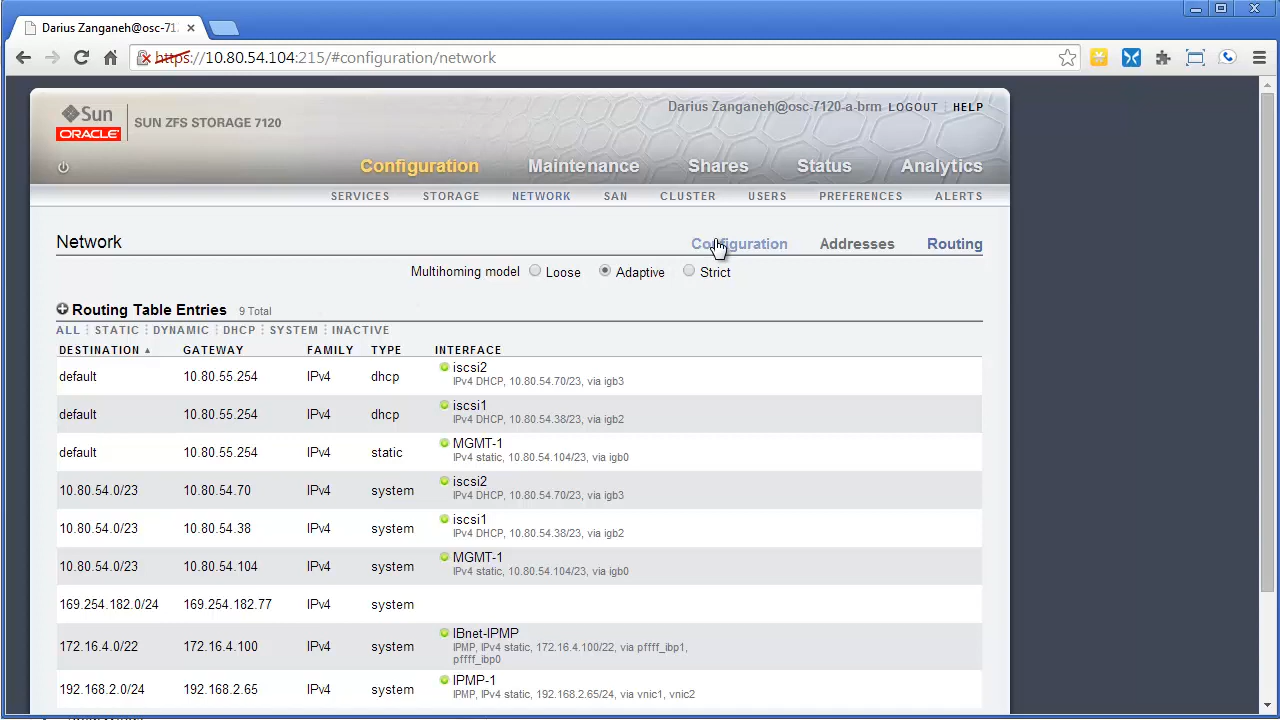 Darius Zanganeh@osc-71
https://10.80.54.104:215/#configuration/network
Darius Zanganeh@osc-7120-a-brm LOGOUT HELP
Sun
ORACLE
SUN ZFS STORAGE 7120
Configuration Maintenance Shares Status Analytics
SERVICES STORAGE NETWORK SAN CLUSTER USERS PREFERENCES ALERTS
Network Configuration Addresses Routing
Multihoming model Loose Adaptive Strict
Routing Table Entries 9 Total
ALL STATIC DYNAMIC DHCP SYSTEM INACTIVE
DESTINATION GATEWAY FAMILY TYPE INTERFACE
default 10.80.55.254 IPv4 dhcp iscsi2
IPv4 DHCP, 10.80.54.70/23, via igb3
default 10.80.55.254 IPv4 dhcp iscsi1
IPv4 DHCP, 10.80.54.38/23, via igb2
default 10.80.55.254 IPv4 static MGMT-1
IPv4 static, 10.80.54.104/23, via igb0
10.80.54.0/23 10.80.54.70 IPv4 system iscsi2
IPv4 DHCP, 10.80.54.70/23, via igb3
10.80.54.0/23 10.80.54.38 IPv4 system iscsi1
IPv4 DHCP, 10.80.54.38/23, via igb2
10.80.54.0/23 10.80.54.104 IPv4 system MGMT-1
IPv4 static, 10.80.54.104/23, via igb0
169.254.182.0/24 169.254.182.77 IPv4 system
172.16.4.0/22 172.16.4.100 IPv4 system IBnet-IPMP
IPMP, IPv4 static, 172.16.4.100/22, via pffff_ibp1,
pffff_ibp0
192.168.2.0/24 192.168.2.65 IPv4 system IPMP-1
IPMP, IPv4 static, 192.168.2.65/24, via vnic1, vnic2